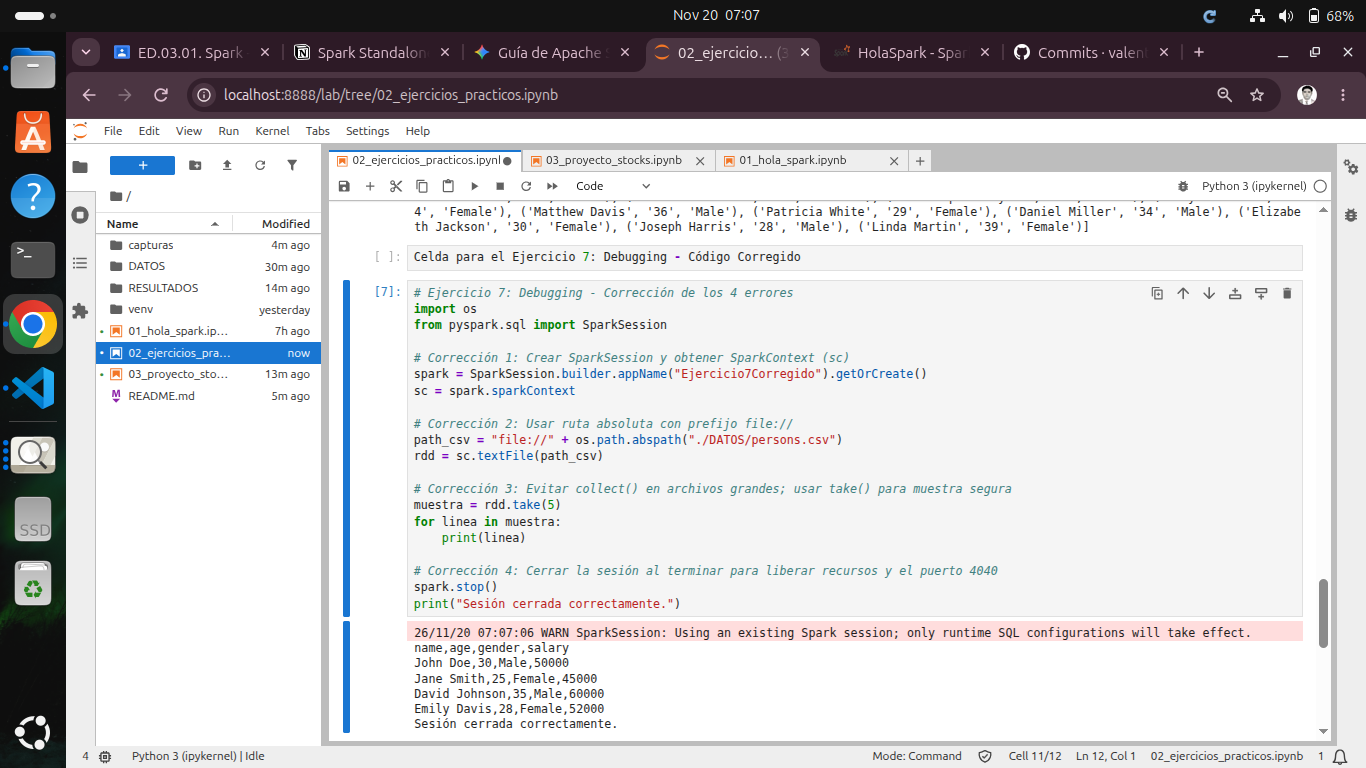 Nov 20 07:07
68%
ED.03.01. Spark
Spark Standalon
Guía de Apache
02_ejercicio… (3
HolaSpark - Spar
Commits · valen
localhost:8888/lab/tree/02_ejercicios_practicos.ipynb
File Edit View Run Kernel Tabs Settings Help
/
Name Modified
capturas 4m ago
DATOS 30m ago
RESULTADOS 14m ago
venv yesterday
01_hola_spark.ip… 7h ago
02_ejercicios_pra… now
03_proyecto_sto… 13m ago
README.md 5m ago
02_ejercicios_practicos.ipynl
03_proyecto_stocks.ipynb
01_hola_spark.ipynb
Code
Python 3 (ipykernel)
4', 'Female'), ('Matthew Davis', '36', 'Male'), ('Patricia White', '29', 'Female'), ('Daniel Miller', '34', 'Male'), ('Elizabe
th Jackson', '30', 'Female'), ('Joseph Harris', '28', 'Male'), ('Linda Martin', '39', 'Female')]
[ ]: Celda para el Ejercicio 7: Debugging - Código Corregido
[7]: # Ejercicio 7: Debugging - Corrección de los 4 errores
import os
from pyspark.sql import SparkSession
# Corrección 1: Crear SparkSession y obtener SparkContext (sc)
spark = SparkSession.builder.appName("Ejercicio7Corregido").getOrCreate()
sc = spark.sparkContext
# Corrección 2: Usar ruta absoluta con prefijo file://
path_csv = "file://" + os.path.abspath("./DATOS/persons.csv")
rdd = sc.textFile(path_csv)
# Corrección 3: Evitar collect() en archivos grandes; usar take() para muestra segura
muestra = rdd.take(5)
for linea in muestra:
    print(linea)
# Corrección 4: Cerrar la sesión al terminar para liberar recursos y el puerto 4040
spark.stop()
print("Sesión cerrada correctamente.")
26/11/20 07:07:06 WARN SparkSession: Using an existing Spark session; only runtime SQL configurations will take effect.
name,age,gender,salary
John Doe,30,Male,50000
Jane Smith,25,Female,45000
David Johnson,35,Male,60000
Emily Davis,28,Female,52000
Sesión cerrada correctamente.
SSD
4 Python 3 (ipykernel) | Idle
Mode: Command Cell 11/12 Ln 12, Col 1 02_ejercicios_practicos.ipynb 1